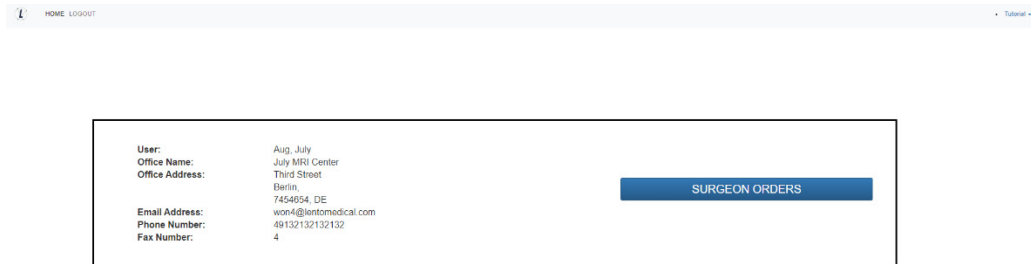 L HOME LOGOUT
Tutorial
User: Aug, July
Office Name: July MRI Center
Office Address: Third Street
Berlin,
7454654, DE
SURGEON ORDERS
Email Address: won4@lentomedical.com
Phone Number: 49132132132132
Fax Number: 4